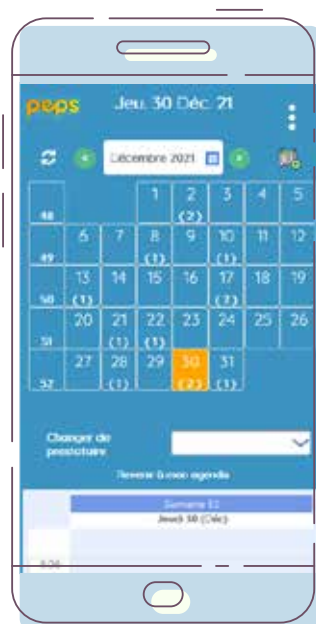 peps
Jeu. 30 Déc. 21
Décembre 2021
1 2 3 4 5
48 (2)
6 7 8 9 10 11 12
49 (1) (1)
13 14 15 16 17 18 19
50 (1) (2)
20 21 22 23 24 25 26
51 (1) (1)
27 28 29 30 31
52 (1) (2) (1)
Changer de
prestataire
Revenir à mon agenda
Semaine 52
Jeudi 30 (Déc)